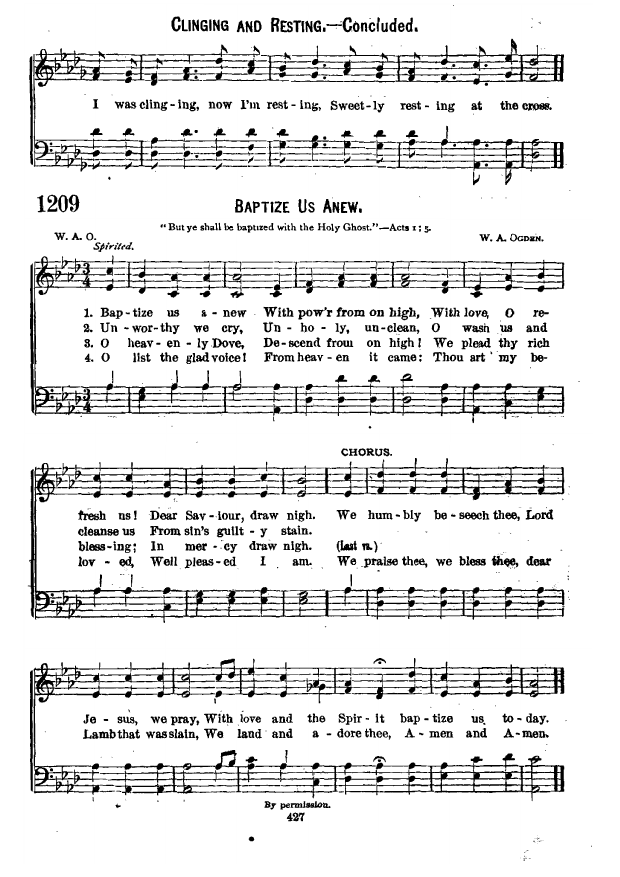 CLINGING AND RESTING.—Concluded.
I was cling-ing, now I'm rest-ing, Sweet-ly rest-ing at the cross.
1209
BAPTIZE US ANEW.
"But ye shall be baptized with the Holy Ghost."—Acts 1 ; 5.
W. A. O.
W. A. OGDEN.
Spirited.
1. Bap-tize us a-new With pow'r from on high, With love, O re-
2. Un-wor-thy we cry, Un-ho-ly, un-clean, O wash us and
3. O heav-en-ly Dove, De-scend from on high! We plead thy rich
4. O list the glad voice! From heav-en it came: Thou art my be-
CHORUS.
fresh us! Dear Sav-iour, draw nigh. We hum-bly be-seech thee, Lord
cleanse us From sin's guilt-y stain.
bless-ing; In mer-cy draw nigh. (Last v.)
lov-ed, Well pleas-ed I am. We praise thee, we bless thee, dear
Je-sus, we pray, With love and the Spir-it bap-tize us to-day.
Lamb that was slain, We laud and a-dore thee, A-men and A-men.
By permission.
427